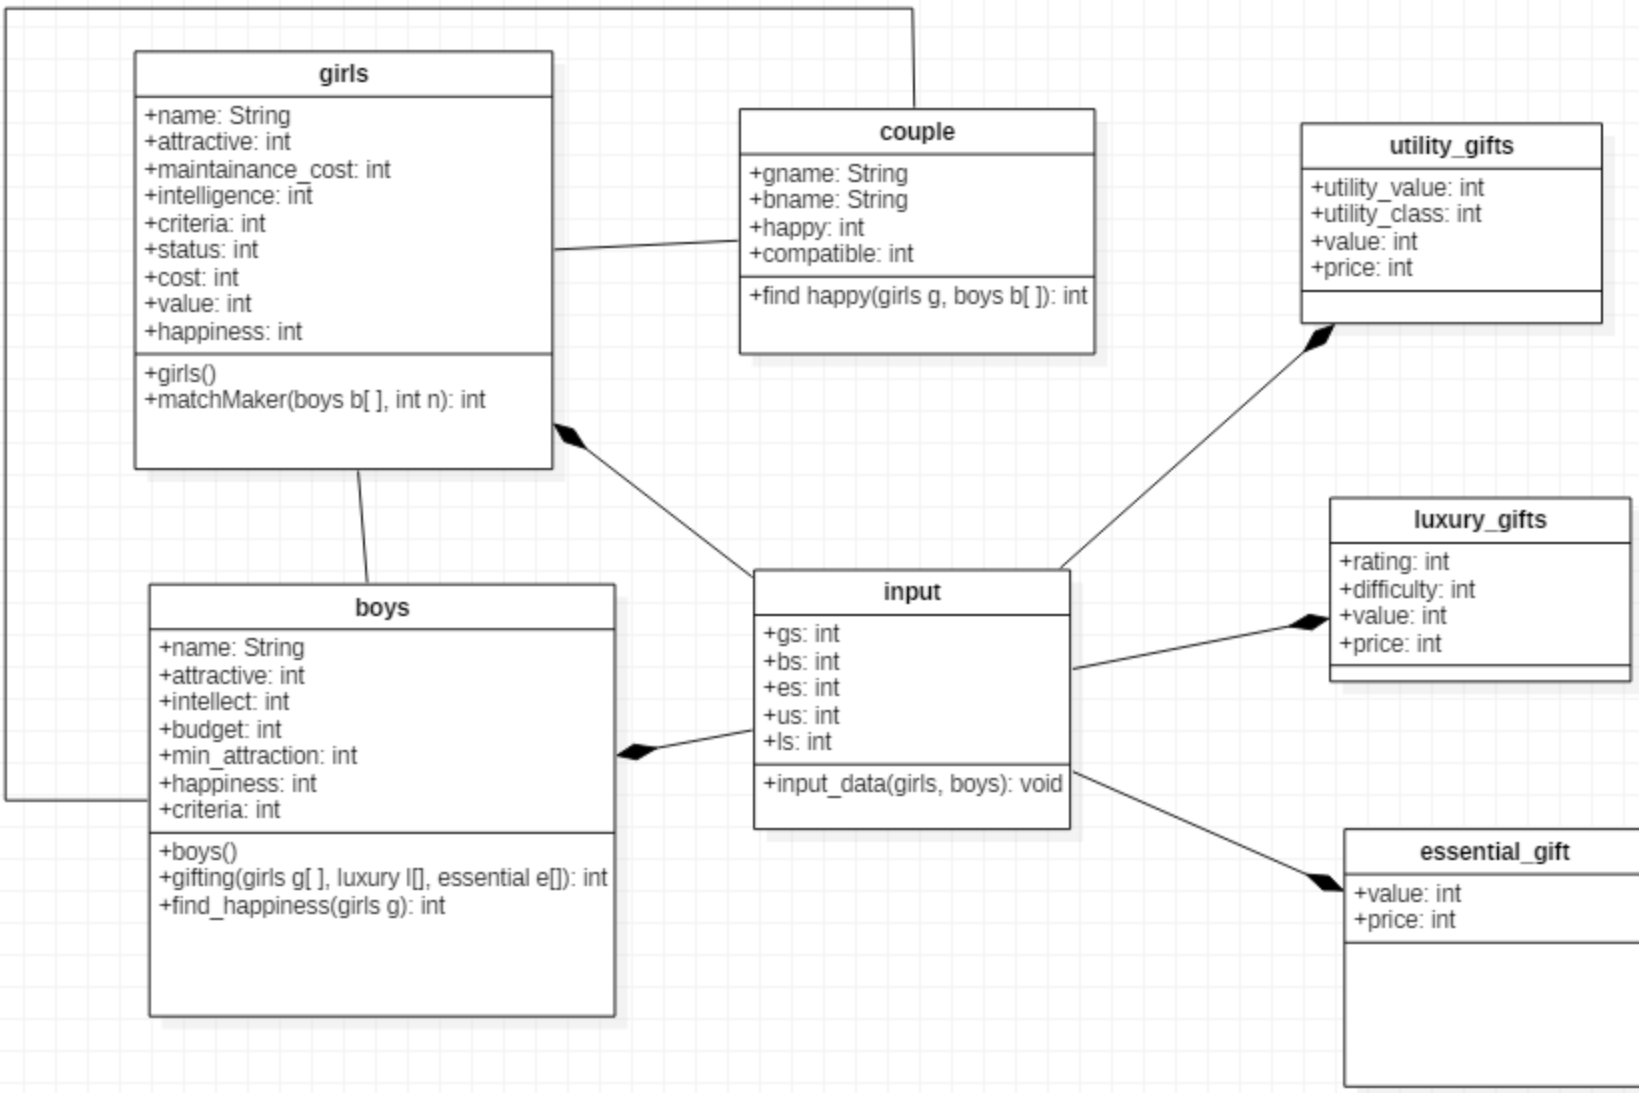 girls
+name: String
+attractive: int
+maintainance_cost: int
+intelligence: int
+criteria: int
+status: int
+cost: int
+value: int
+happiness: int
+girls()
+matchMaker(boys b[ ], int n): int
couple
+gname: String
+bname: String
+happy: int
+compatible: int
+find happy(girls g, boys b[ ]): int
utility_gifts
+utility_value: int
+utility_class: int
+value: int
+price: int
luxury_gifts
+rating: int
+difficulty: int
+value: int
+price: int
boys
+name: String
+attractive: int
+intellect: int
+budget: int
+min_attraction: int
+happiness: int
+criteria: int
+boys()
+gifting(girls g[ ], luxury l[], essential e[]): int
+find_happiness(girls g): int
input
+gs: int
+bs: int
+es: int
+us: int
+ls: int
+input_data(girls, boys): void
essential_gift
+value: int
+price: int